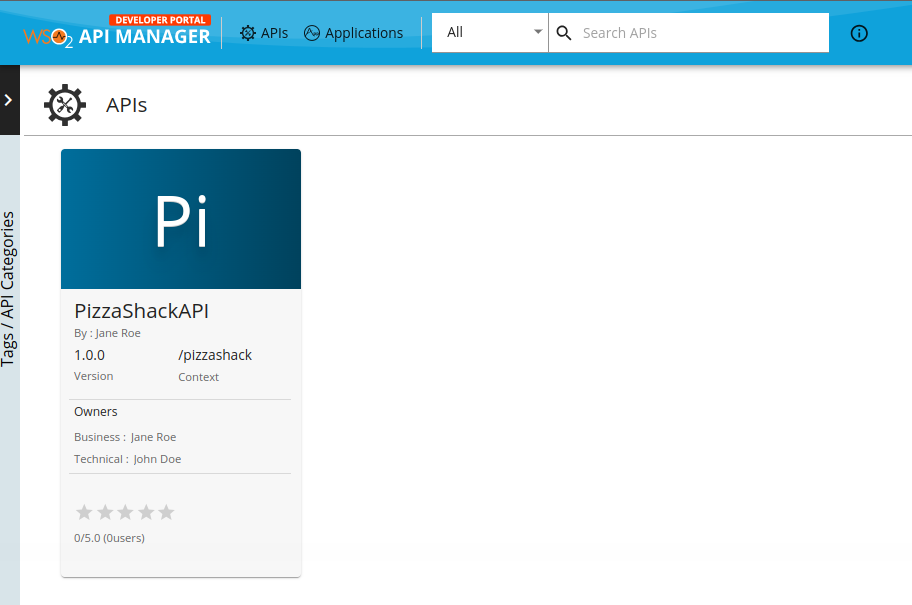 DEVELOPER PORTAL
WSO2 API MANAGER
APIs
Applications
All
Search APIs
APIs
Tags / API Categories
Pi
PizzaShackAPI
By : Jane Roe
1.0.0 /pizzashack
Version Context
Owners
Business : Jane Roe
Technical : John Doe
0/5.0 (0users)